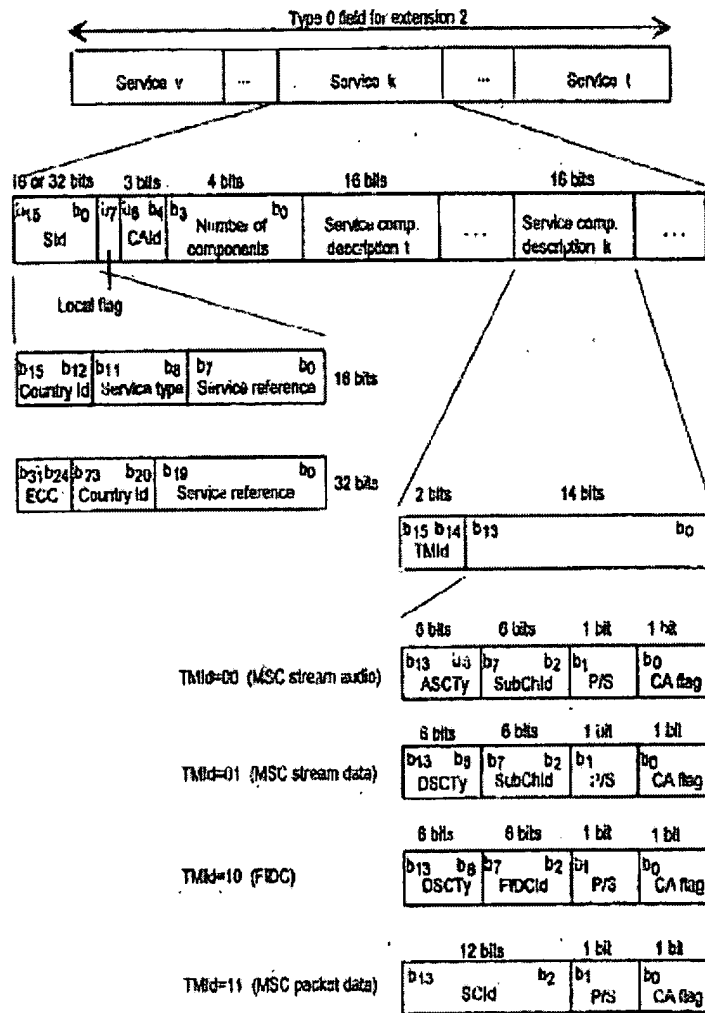 Type 0 field for extension 2
Service v ... Service k ... Service t
16 or 32 bits 3 bits 4 bits 16 bits 16 bits
b15 b0 b7 b6 b4 b3 b0
SId CAId Number of components Service comp. description 1 ... Service comp. description k ...
Local flag
b15 b12 b11 b8 b7 b0
Country Id Service type Service reference 16 bits
b31 b24 b23 b20 b19 b0
ECC Country Id Service reference 32 bits
2 bits 14 bits
b15 b14 b13 b0
TMId
6 bits 6 bits 1 bit 1 bit
TMId=00 (MSC stream audio) b13 b8 b7 b2 b1 b0
ASCTy SubChId P/S CA flag
6 bits 6 bits 1 bit 1 bit
TMId=01 (MSC stream data) b13 b8 b7 b2 b1 b0
DSCTy SubChId P/S CA flag
6 bits 6 bits 1 bit 1 bit
TMId=10 (FIDC) b13 b8 b7 b2 b1 b0
DSCTy FIDCId P/S CA flag
12 bits 1 bit 1 bit
TMId=11 (MSC packet data) b13 b2 b1 b0
SCId P/S CA flag